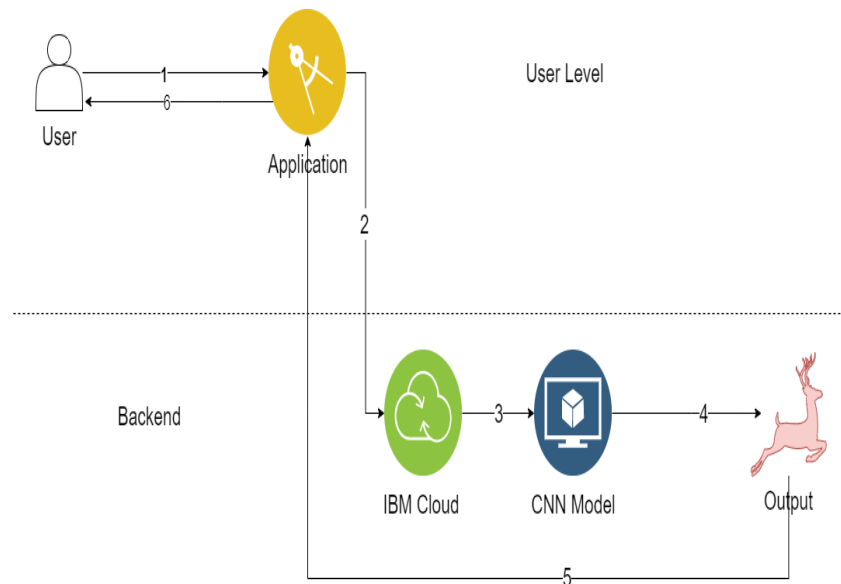 1
User Level
6
User
Application
2
Backend
3
4
IBM Cloud
CNN Model
Output
5